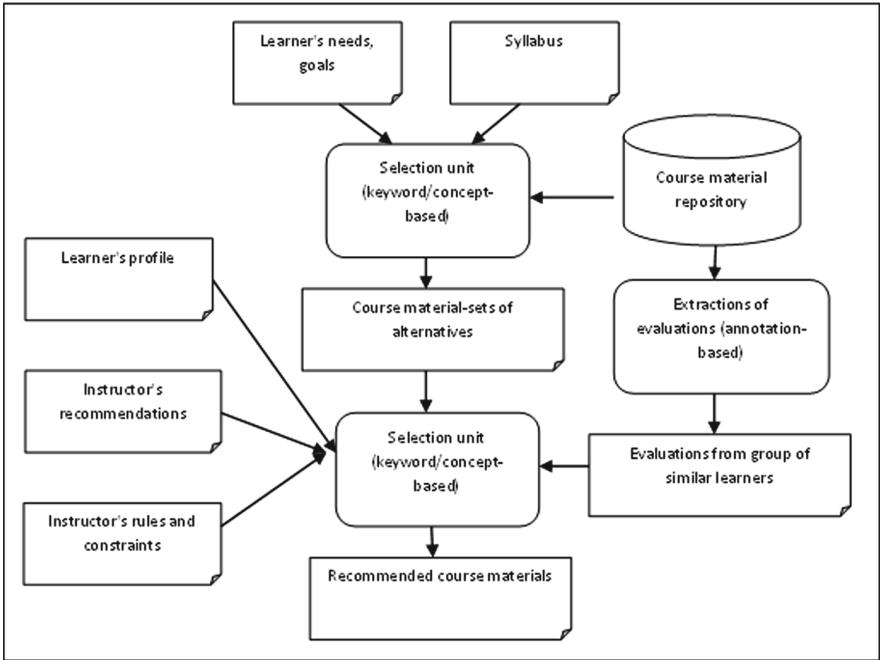 Learner's needs,
goals
Syllabus
Selection unit
(keyword/concept-
based)
Course material
repository
Learner's profile
Course material-sets of
alternatives
Extractions of
evaluations (annotation-
based)
Instructor's
recommendations
Selection unit
(keyword/concept-
based)
Evaluations from group of
similar learners
Instructor's rules and
constraints
Recommended course materials